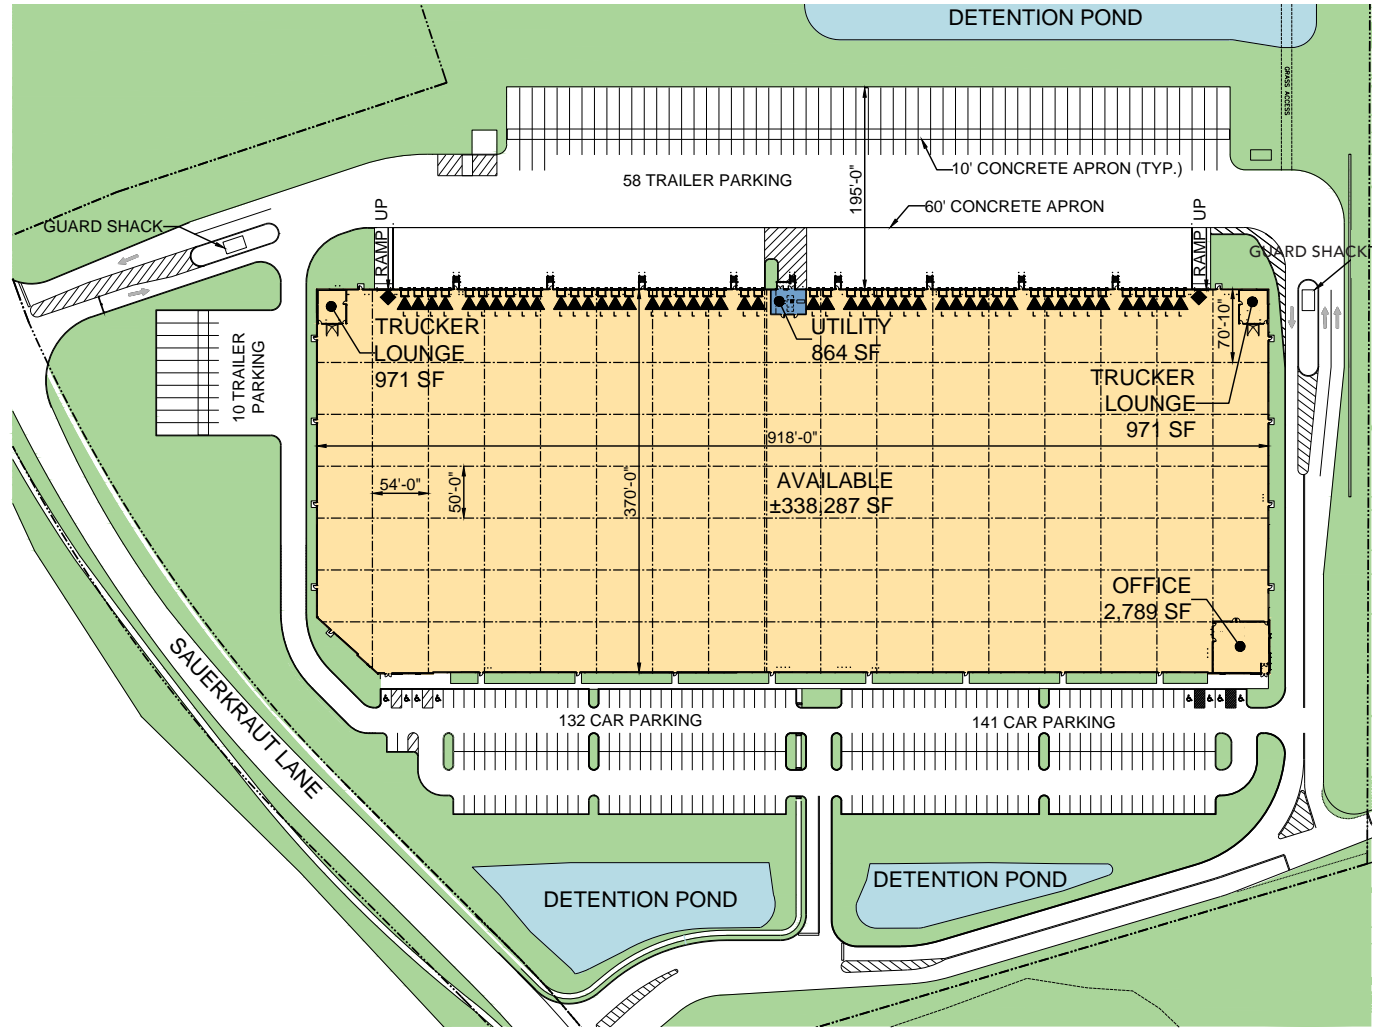 DETENTION POND
GRASS ACCESS
10' CONCRETE APRON (TYP.)
58 TRAILER PARKING
195'-0"
60' CONCRETE APRON
GUARD SHACK
RAMP UP
RAMP UP
GUARD SHACK
TRUCKER
LOUNGE
971 SF
UTILITY
864 SF
70'-10"
10 TRAILER
PARKING
TRUCKER
LOUNGE
971 SF
918'-0"
54'-0"
50'-0"
370'-0"
AVAILABLE
±338,287 SF
OFFICE
2,789 SF
SAUERKRAUT LANE
132 CAR PARKING
141 CAR PARKING
DETENTION POND
DETENTION POND